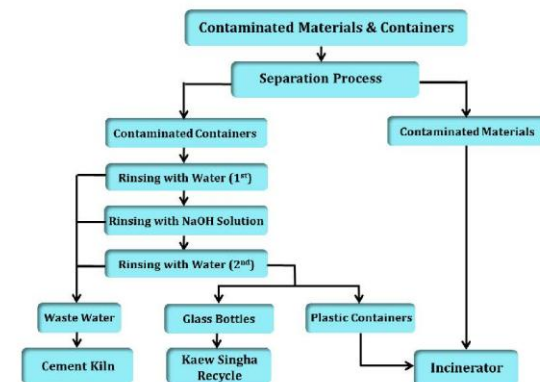 Contaminated Materials & Containers
Separation Process
Contaminated Containers
Contaminated Materials
Rinsing with Water (1st)
Rinsing with NaOH Solution
Rinsing with Water (2nd)
Waste Water
Glass Bottles
Plastic Containers
Cement Kiln
Kaew Singha
Recycle
Incinerator